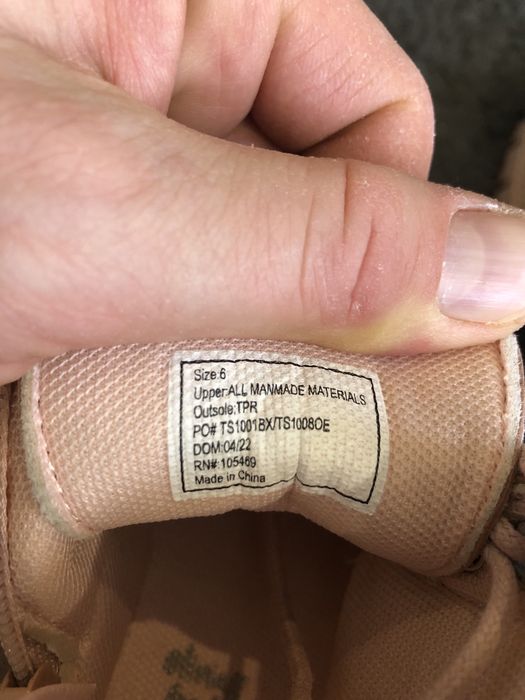 Size:6
Upper:ALL MANMADE MATERIALS
Outsole:TPR
PO# TS1001BX/TS1008OE
DOM:04/22
RN#:105469
Made in China